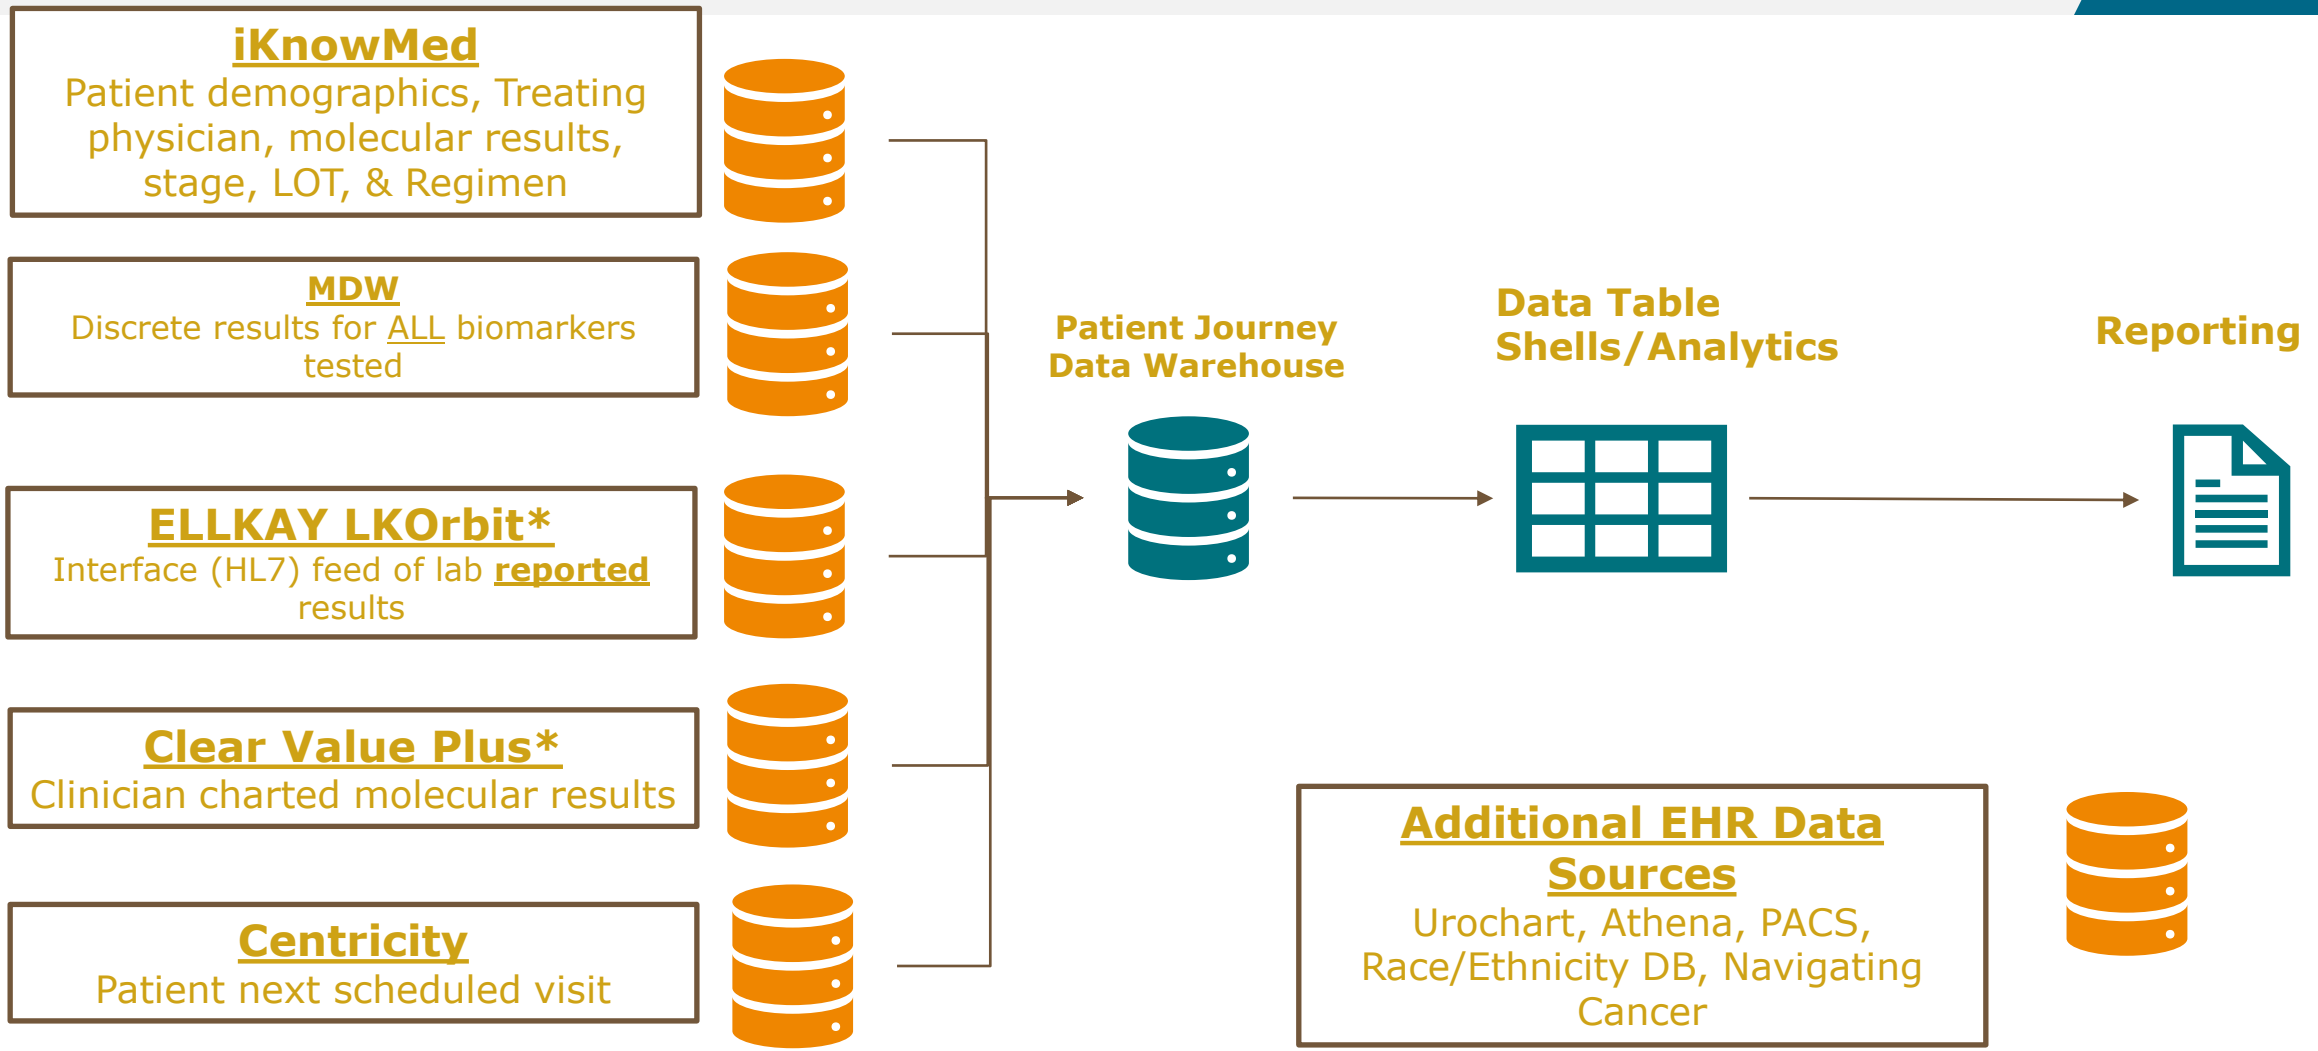 iKnowMed
Patient demographics, Treating
physician, molecular results,
stage, LOT, & Regimen
MDW
Discrete results for ALL biomarkers
tested
ELLKAY LKOrbit*
Interface (HL7) feed of lab reported
results
Clear Value Plus*
Clinician charted molecular results
Centricity
Patient next scheduled visit
Patient Journey
Data Warehouse
Data Table
Shells/Analytics
Reporting
Additional EHR Data
Sources
Urochart, Athena, PACS,
Race/Ethnicity DB, Navigating
Cancer